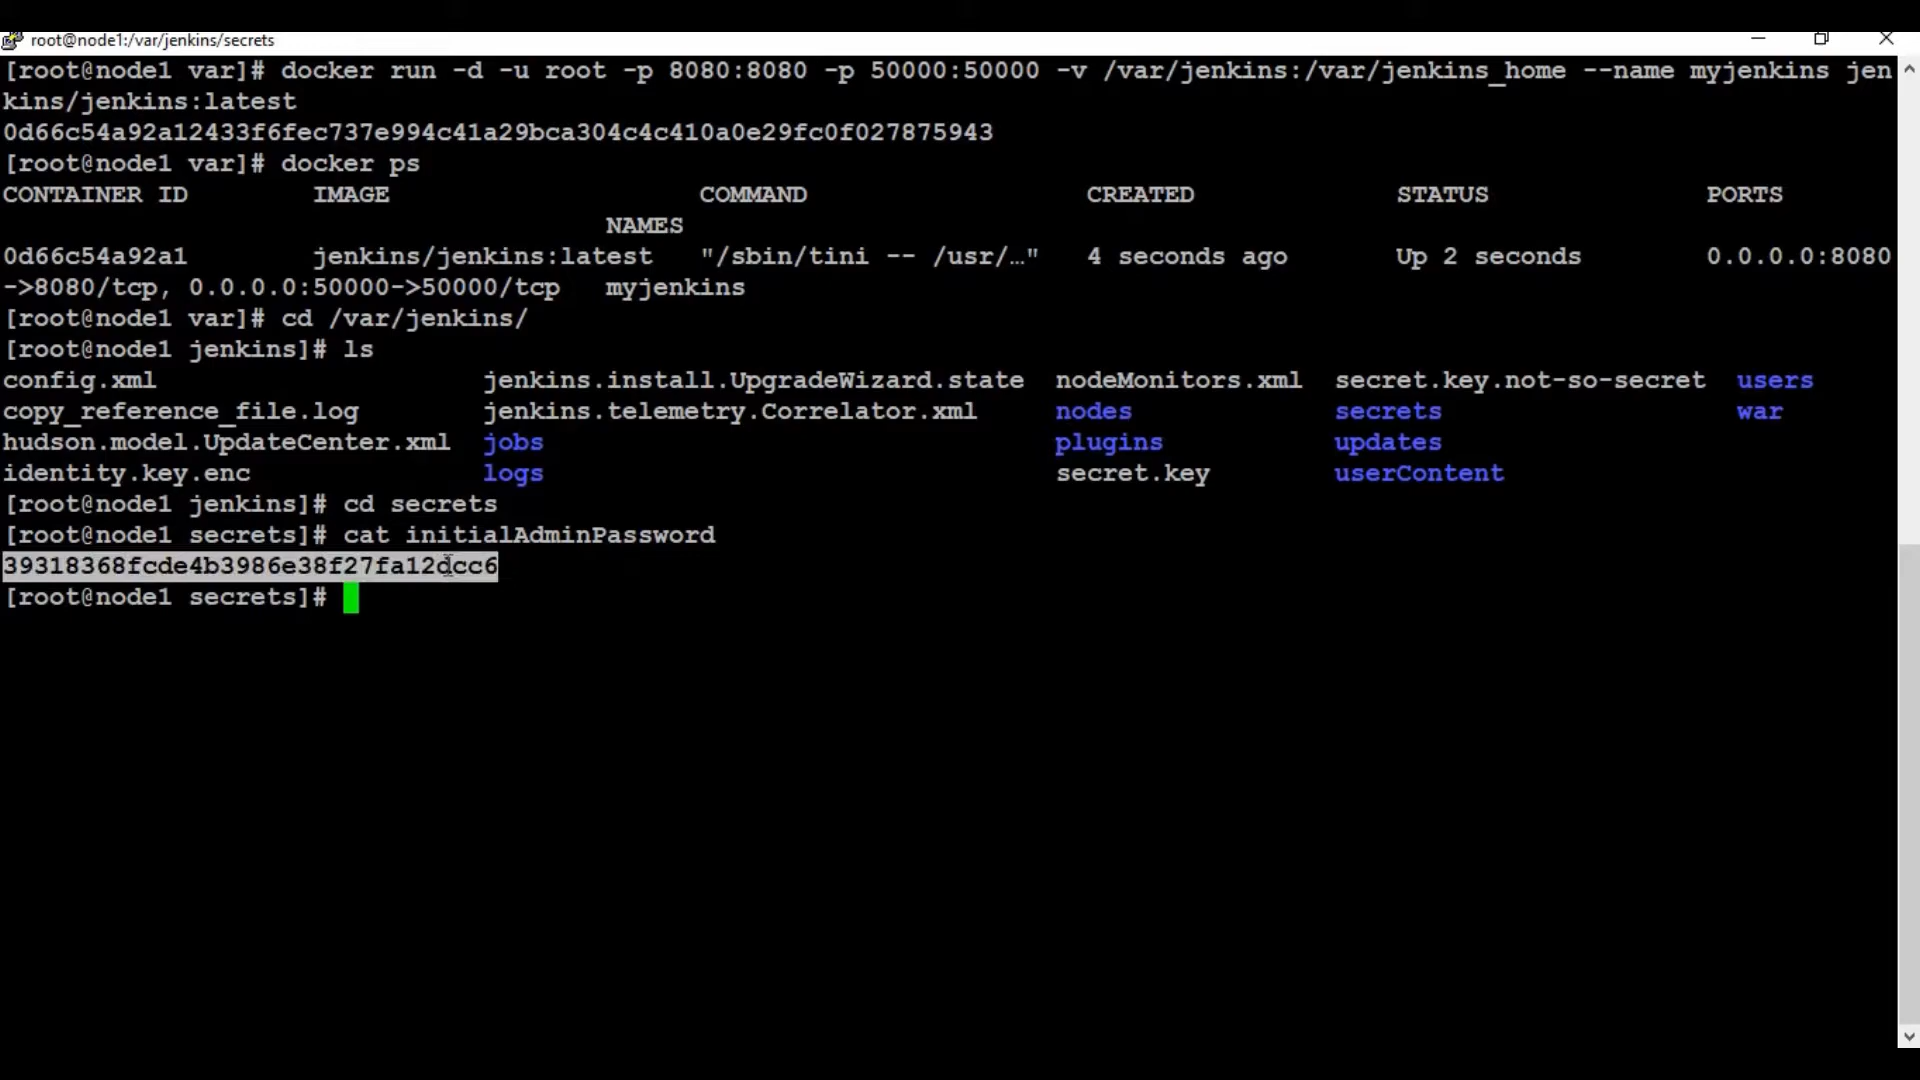 root@node1:/var/jenkins/secrets
[root@node1 var]# docker run -d -u root -p 8080:8080 -p 50000:50000 -v /var/jenkins:/var/jenkins_home --name myjenkins jen
kins/jenkins:latest
0d66c54a92a12433f6fec737e994c41a29bca304c4c410a0e29fc0f027875943
[root@node1 var]# docker ps
CONTAINER ID        IMAGE                    COMMAND                  CREATED             STATUS              PORTS
                                       NAMES
0d66c54a92a1        jenkins/jenkins:latest   "/sbin/tini -- /usr/…"   4 seconds ago       Up 2 seconds        0.0.0.0:8080
->8080/tcp, 0.0.0.0:50000->50000/tcp   myjenkins
[root@node1 var]# cd /var/jenkins/
[root@node1 jenkins]# ls
config.xml                     jenkins.install.UpgradeWizard.state  nodeMonitors.xml  secret.key.not-so-secret  users
copy_reference_file.log        jenkins.telemetry.Correlator.xml     nodes             secrets                   war
hudson.model.UpdateCenter.xml  jobs                                 plugins           updates
identity.key.enc               logs                                 secret.key        userContent
[root@node1 jenkins]# cd secrets
[root@node1 secrets]# cat initialAdminPassword
39318368fcde4b3986e38f27fa12dcc6
[root@node1 secrets]#